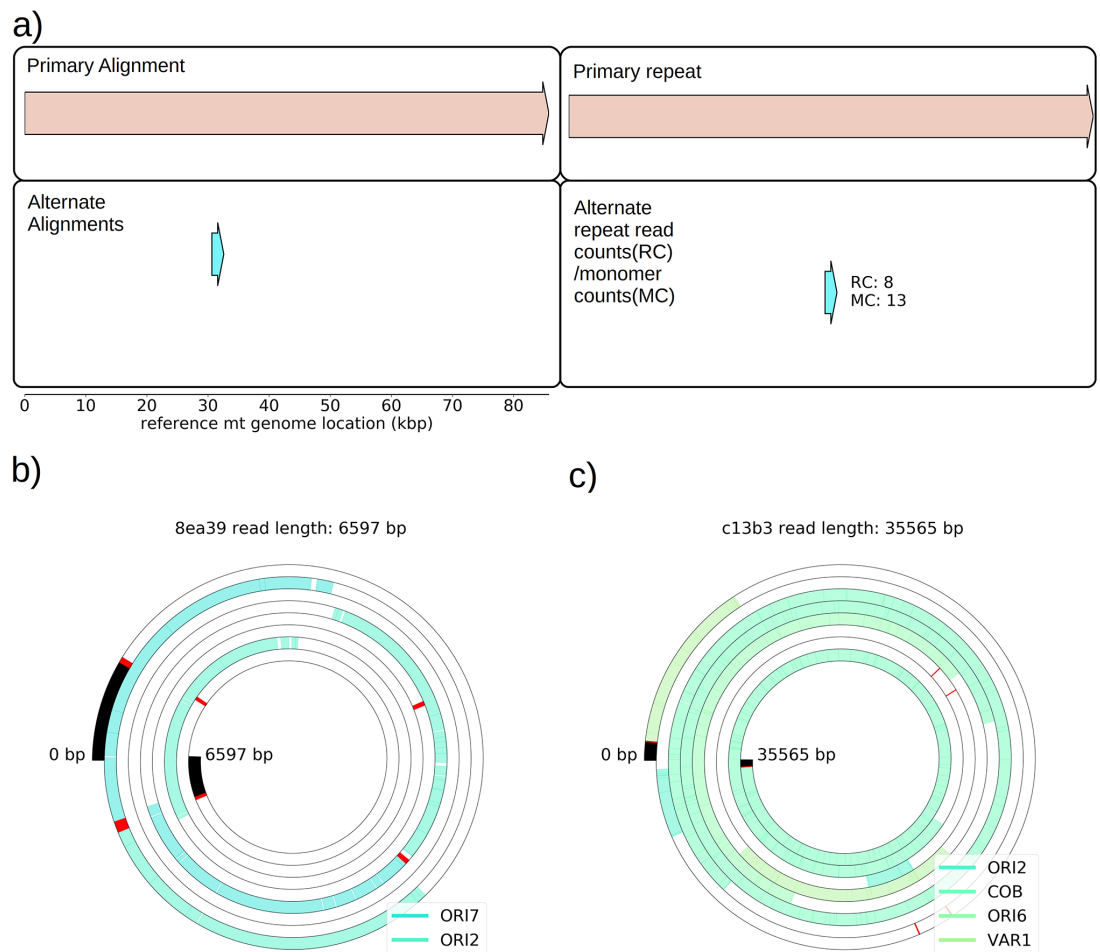 a)
Primary Alignment
Primary repeat
Alternate
Alignments
Alternate
repeat read
counts(RC)
/monomer
counts(MC)
RC: 8
MC: 13
0 10 20 30 40 50 60 70 80
reference mt genome location (kbp)
b)
c)
8ea39 read length: 6597 bp
c13b3 read length: 35565 bp
0 bp
6597 bp
0 bp
35565 bp
ORI7
ORI2
ORI2
COB
ORI6
VAR1